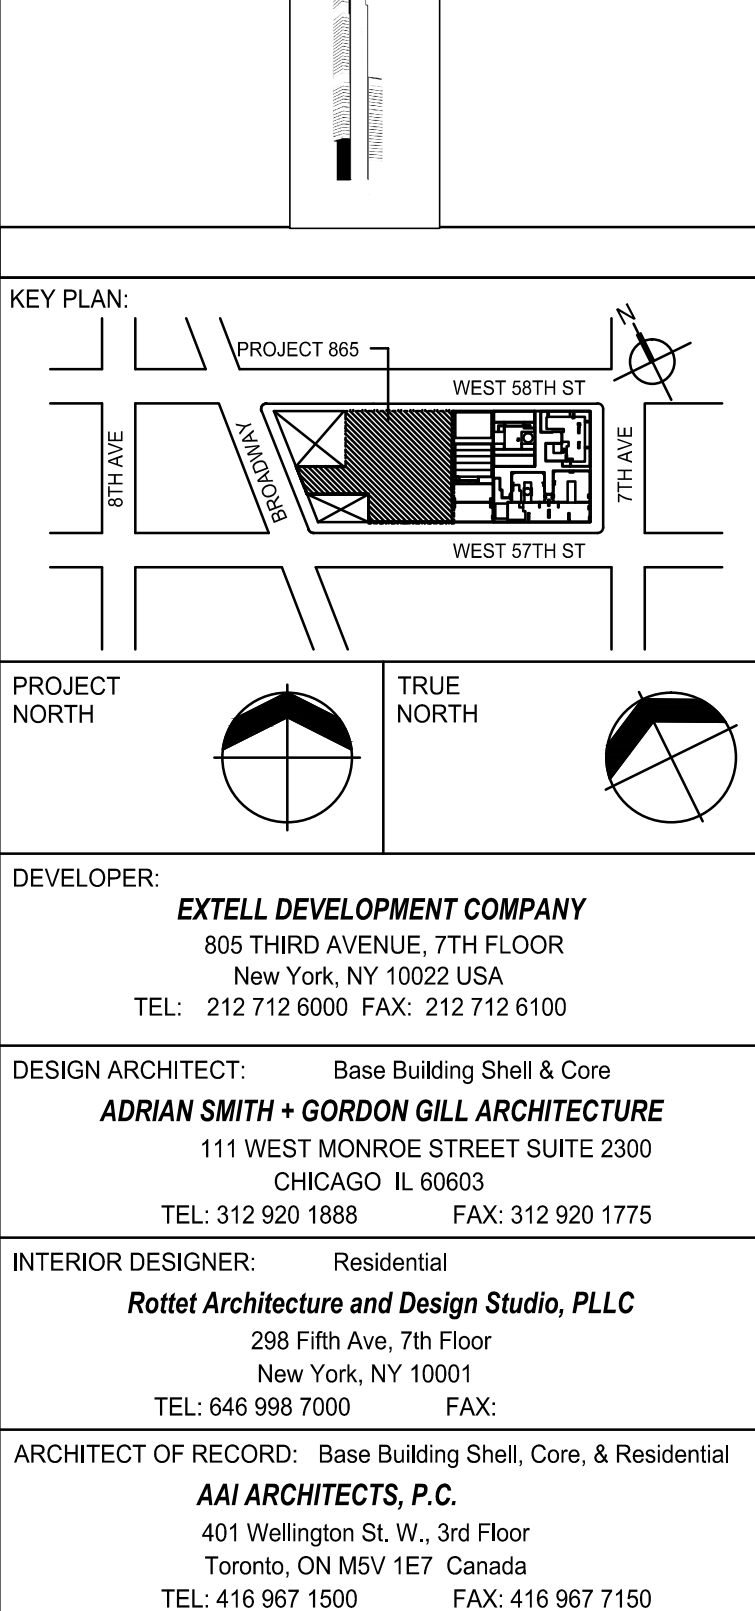 KEY PLAN:
N
PROJECT 865
WEST 58TH ST
8TH AVE
BROADWAY
7TH AVE
WEST 57TH ST
PROJECT
NORTH
TRUE
NORTH
DEVELOPER:
EXTELL DEVELOPMENT COMPANY
805 THIRD AVENUE, 7TH FLOOR
New York, NY 10022 USA
TEL: 212 712 6000 FAX: 212 712 6100
DESIGN ARCHITECT: Base Building Shell & Core
ADRIAN SMITH + GORDON GILL ARCHITECTURE
111 WEST MONROE STREET SUITE 2300
CHICAGO IL 60603
TEL: 312 920 1888 FAX: 312 920 1775
INTERIOR DESIGNER: Residential
Rottet Architecture and Design Studio, PLLC
298 Fifth Ave, 7th Floor
New York, NY 10001
TEL: 646 998 7000 FAX:
ARCHITECT OF RECORD: Base Building Shell, Core, & Residential
AAI ARCHITECTS, P.C.
401 Wellington St. W., 3rd Floor
Toronto, ON M5V 1E7 Canada
TEL: 416 967 1500 FAX: 416 967 7150